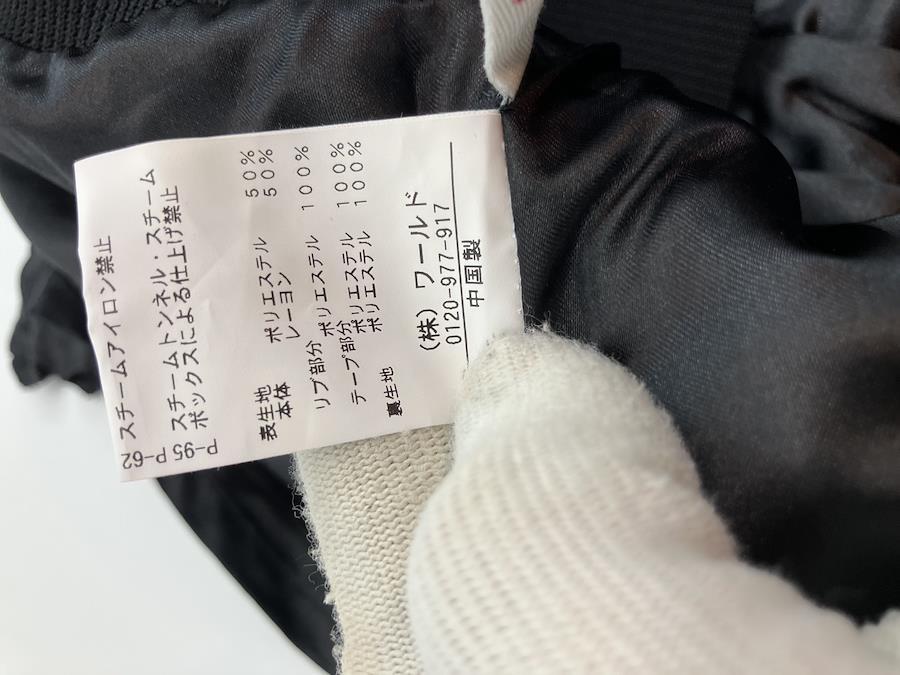 P-62 スチームアイロン禁止
P-95 スチームトンネル・スチーム
ボックスによる仕上げ禁止
表生地
本体 ポリエステル 50%
レーヨン 50%
リブ部分 ポリエステル 100%
テープ部分
ポリエステル 100%
裏生地 ポリエステル 100%
(株) ワールド
0120-977-917
中国製